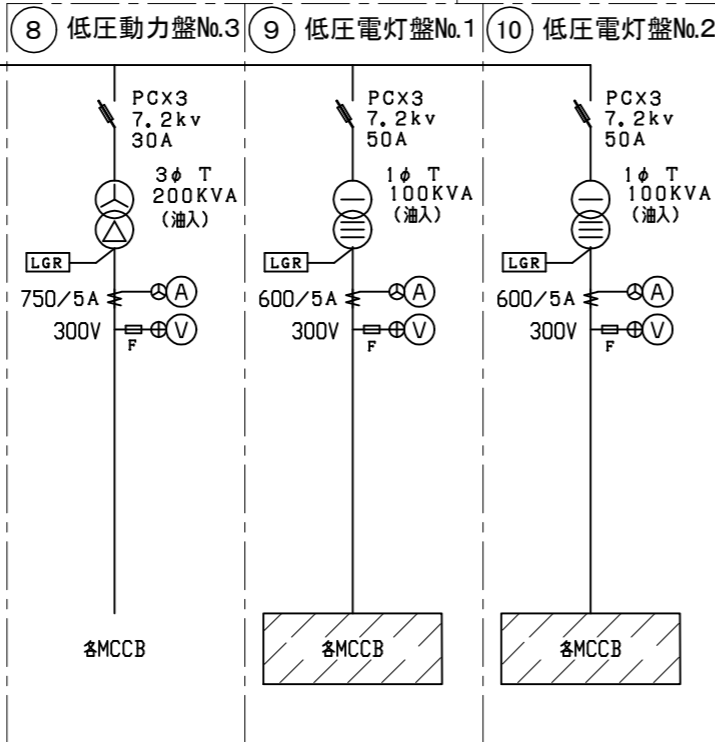 8 低圧動力盤No.3
PCX3
7.2kv
30A
3φ T
200KVA
(油入)
LGR
750/5A
A
300V
F
V
各MCCB
9 低圧電灯盤No.1
PCX3
7.2kv
50A
1φ T
100KVA
(油入)
LGR
600/5A
A
300V
F
V
各MCCB
10 低圧電灯盤No.2
PCX3
7.2kv
50A
1φ T
100KVA
(油入)
LGR
600/5A
A
300V
F
V
各MCCB